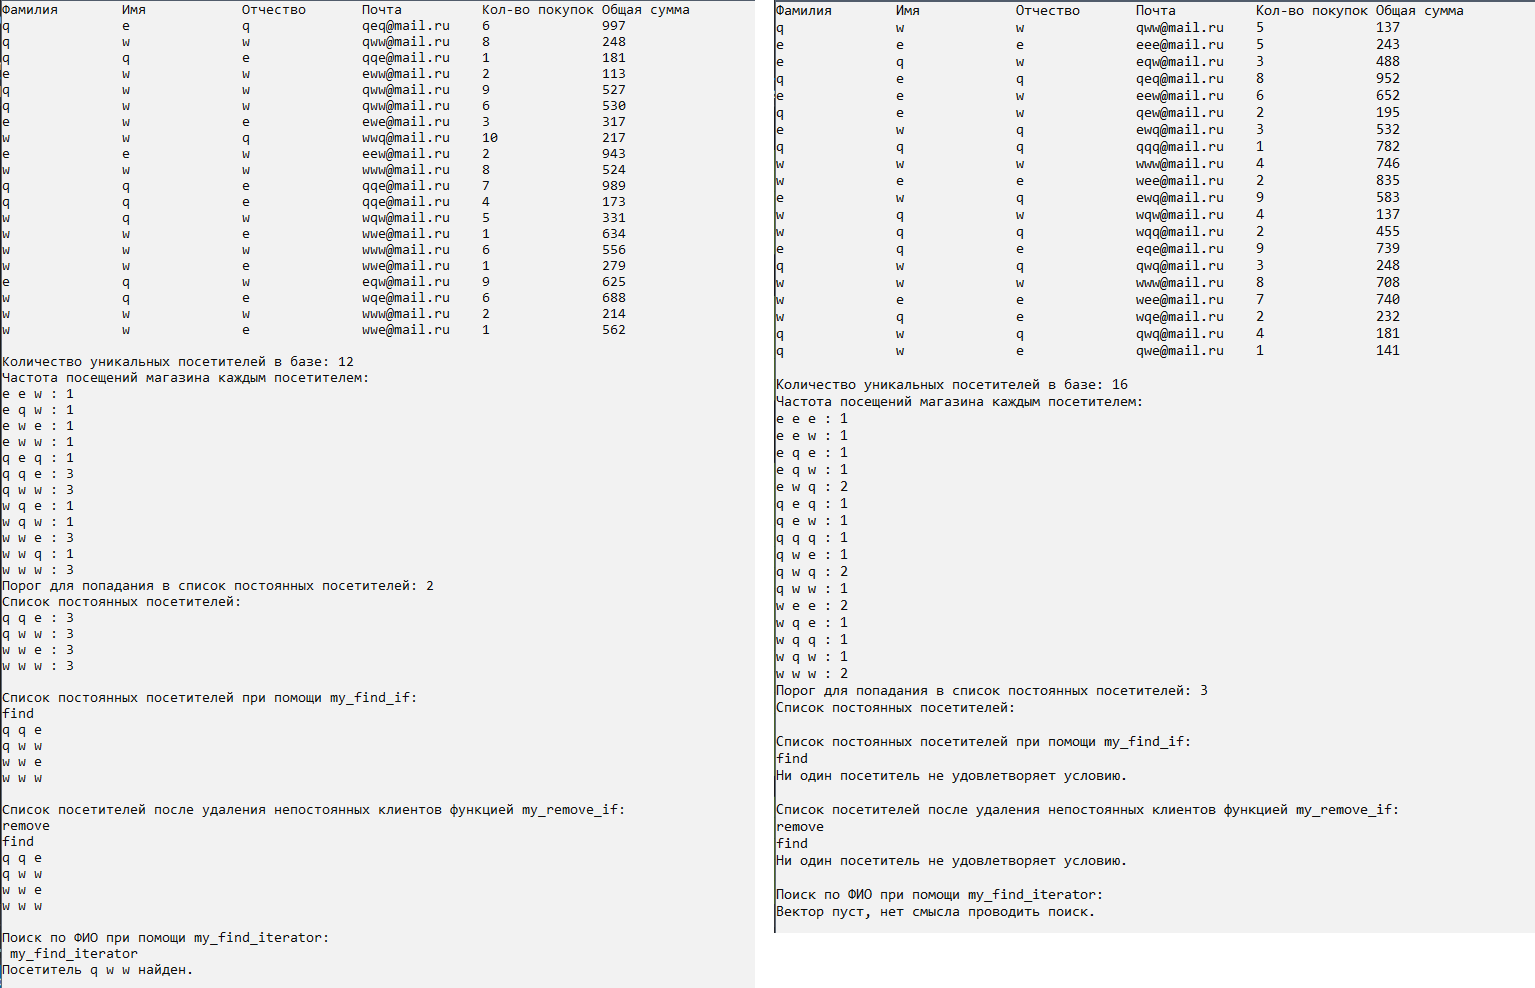 Фамилия Имя Отчество Почта Кол-во покупок Общая сумма
q e q qeq@mail.ru 6 997
q w w qww@mail.ru 8 248
q q e qqe@mail.ru 1 181
e w w eww@mail.ru 2 113
q w w qww@mail.ru 9 527
q w w qww@mail.ru 6 530
e w e ewe@mail.ru 3 317
w w q wwq@mail.ru 10 217
e e w eew@mail.ru 2 943
w w w www@mail.ru 8 524
q q e qqe@mail.ru 7 989
q q e qqe@mail.ru 4 173
w q w wqw@mail.ru 5 331
w w e wwe@mail.ru 1 634
w w w www@mail.ru 6 556
w w e wwe@mail.ru 1 279
e q w eqw@mail.ru 9 625
w q e wqe@mail.ru 6 688
w w w www@mail.ru 2 214
w w e wwe@mail.ru 1 562
Количество уникальных посетителей в базе: 12
Частота посещений магазина каждым посетителем:
e e w : 1
e q w : 1
e w e : 1
e w w : 1
q e q : 1
q q e : 3
q w w : 3
w q e : 1
w q w : 1
w w e : 3
w w q : 1
w w w : 3
Порог для попадания в список постоянных посетителей: 2
Список постоянных посетителей:
q q e : 3
q w w : 3
w w e : 3
w w w : 3
Список постоянных посетителей при помощи my_find_if:
find
q q e
q w w
w w e
w w w
Список посетителей после удаления непостоянных клиентов функцией my_remove_if:
remove
find
q q e
q w w
w w e
w w w
Поиск по ФИО при помощи my_find_iterator:
my_find_iterator
Посетитель q w w найден.
Фамилия Имя Отчество Почта Кол-во покупок Общая сумма
q w w qww@mail.ru 5 137
e e e eee@mail.ru 5 243
e q w eqw@mail.ru 3 488
q e q qeq@mail.ru 8 952
e e w eew@mail.ru 6 652
q e w qew@mail.ru 2 195
e w q ewq@mail.ru 3 532
q q q qqq@mail.ru 1 782
w w w www@mail.ru 4 746
w e e wee@mail.ru 2 835
e w q ewq@mail.ru 9 583
w q w wqw@mail.ru 4 137
w q q wqq@mail.ru 2 455
e q e eqe@mail.ru 9 739
q w q qwq@mail.ru 3 248
w w w www@mail.ru 8 708
w e e wee@mail.ru 7 740
w q e wqe@mail.ru 2 232
q w q qwq@mail.ru 4 181
q w e qwe@mail.ru 1 141
Количество уникальных посетителей в базе: 16
Частота посещений магазина каждым посетителем:
e e e : 1
e e w : 1
e q e : 1
e q w : 1
e w q : 2
q e q : 1
q e w : 1
q q q : 1
q w e : 1
q w q : 2
q w w : 1
w e e : 2
w q e : 1
w q q : 1
w q w : 1
w w w : 2
Порог для попадания в список постоянных посетителей: 3
Список постоянных посетителей:
Список постоянных посетителей при помощи my_find_if:
find
Ни один посетитель не удовлетворяет условию.
Список посетителей после удаления непостоянных клиентов функцией my_remove_if:
remove
find
Ни один посетитель не удовлетворяет условию.
Поиск по ФИО при помощи my_find_iterator:
Вектор пуст, нет смысла проводить поиск.